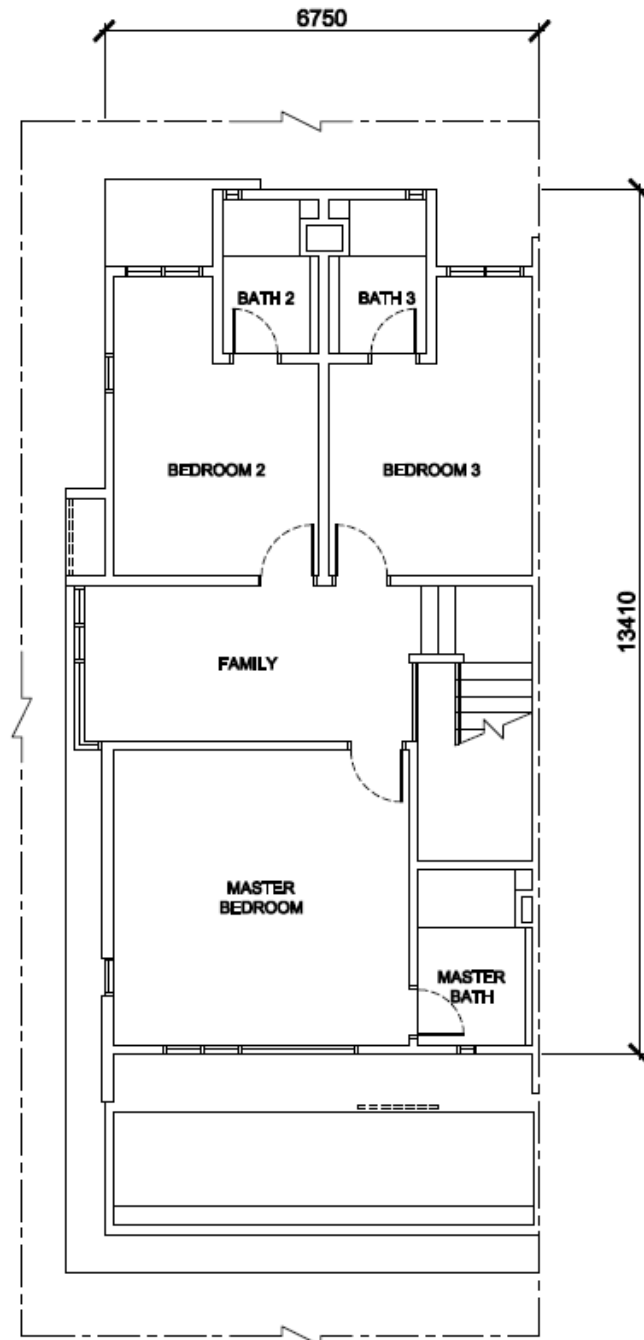 6750
BATH 2
BATH 3
BEDROOM 2
BEDROOM 3
13410
FAMILY
MASTER
BEDROOM
MASTER
BATH